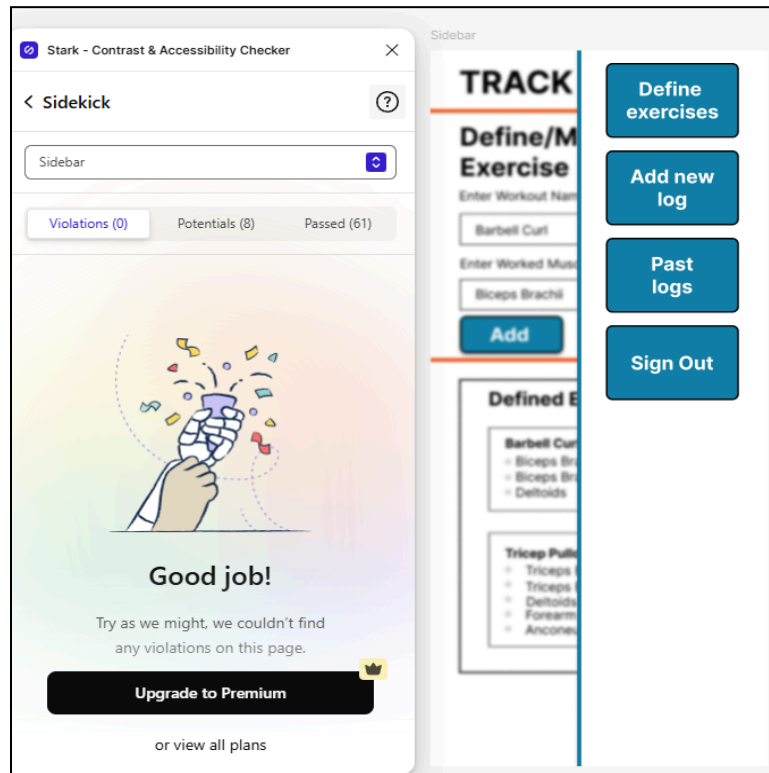 Stark - Contrast & Accessibility Checker
Sidekick
Sidebar
Violations (0)
Potentials (8)
Passed (61)
Good job!
Try as we might, we couldn't find
any violations on this page.
Upgrade to Premium
or view all plans
Sidebar
TRACK
Define/M
Exercise
Enter Workout Nam
Barbell Curl
Enter Worked Musc
Biceps Brachii
Add
Defined E
Barbell Cur
Biceps Bra
Biceps Bra
Deltoids
Tricep Pull
Triceps
Triceps
Deltoids
Forearm
Anconeu
Define
exercises
Add new
log
Past
logs
Sign Out